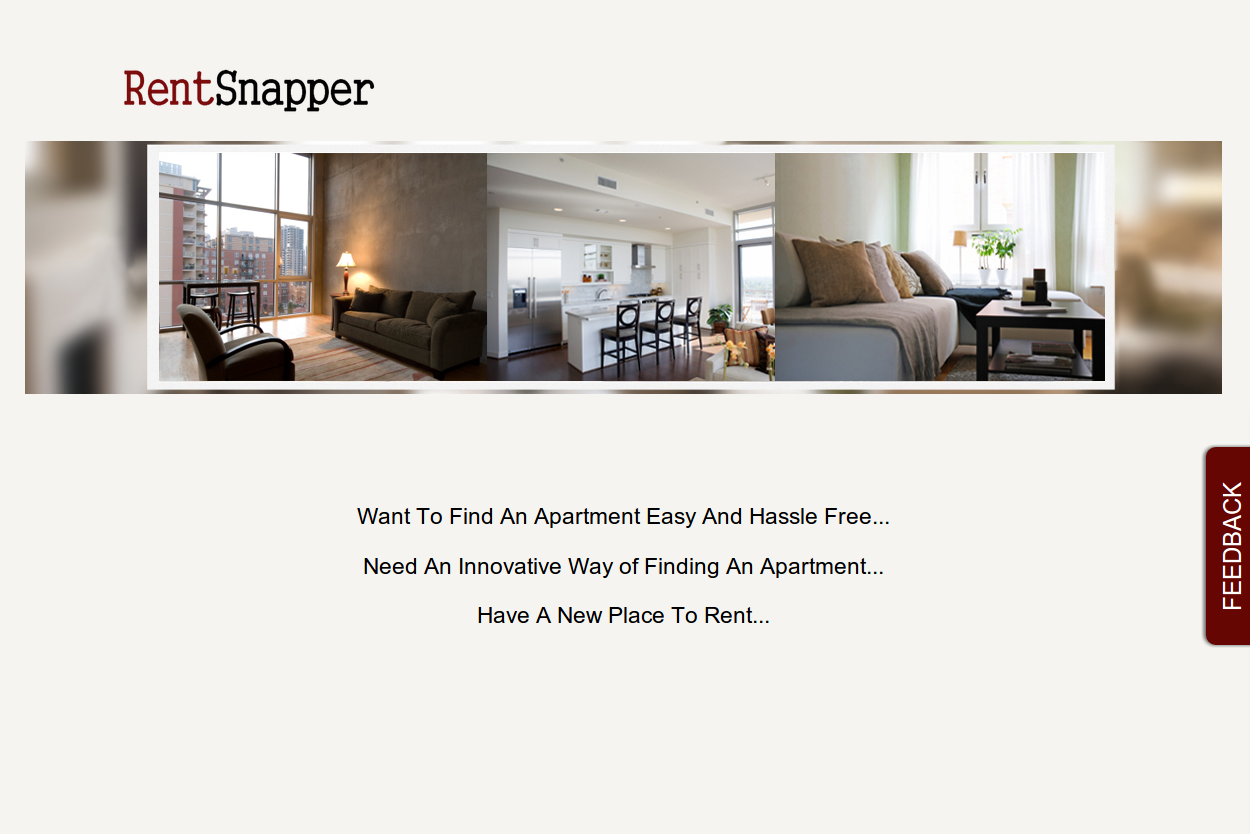 RentSnapper
Want To Find An Apartment Easy And Hassle Free...
Need An Innovative Way of Finding An Apartment...
Have A New Place To Rent...
FEEDBACK